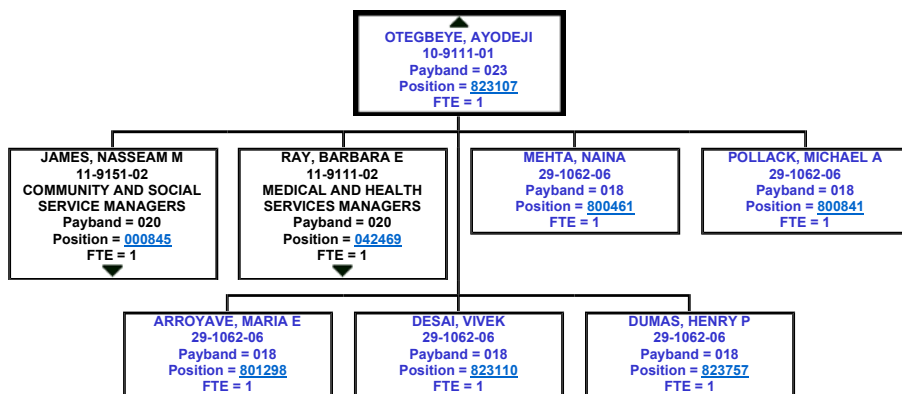 OTEGBEYE, AYODEJI
10-9111-01
Payband = 023
Position = 823107
FTE = 1
JAMES, NASSEAM M
11-9151-02
COMMUNITY AND SOCIAL
SERVICE MANAGERS
Payband = 020
Position = 000845
FTE = 1
RAY, BARBARA E
11-9111-02
MEDICAL AND HEALTH
SERVICES MANAGERS
Payband = 020
Position = 042469
FTE = 1
MEHTA, NAINA
29-1062-06
Payband = 018
Position = 800461
FTE = 1
POLLACK, MICHAEL A
29-1062-06
Payband = 018
Position = 800841
FTE = 1
ARROYAVE, MARIA E
29-1062-06
Payband = 018
Position = 801298
FTE = 1
DESAI, VIVEK
29-1062-06
Payband = 018
Position = 823110
FTE = 1
DUMAS, HENRY P
29-1062-06
Payband = 018
Position = 823757
FTE = 1